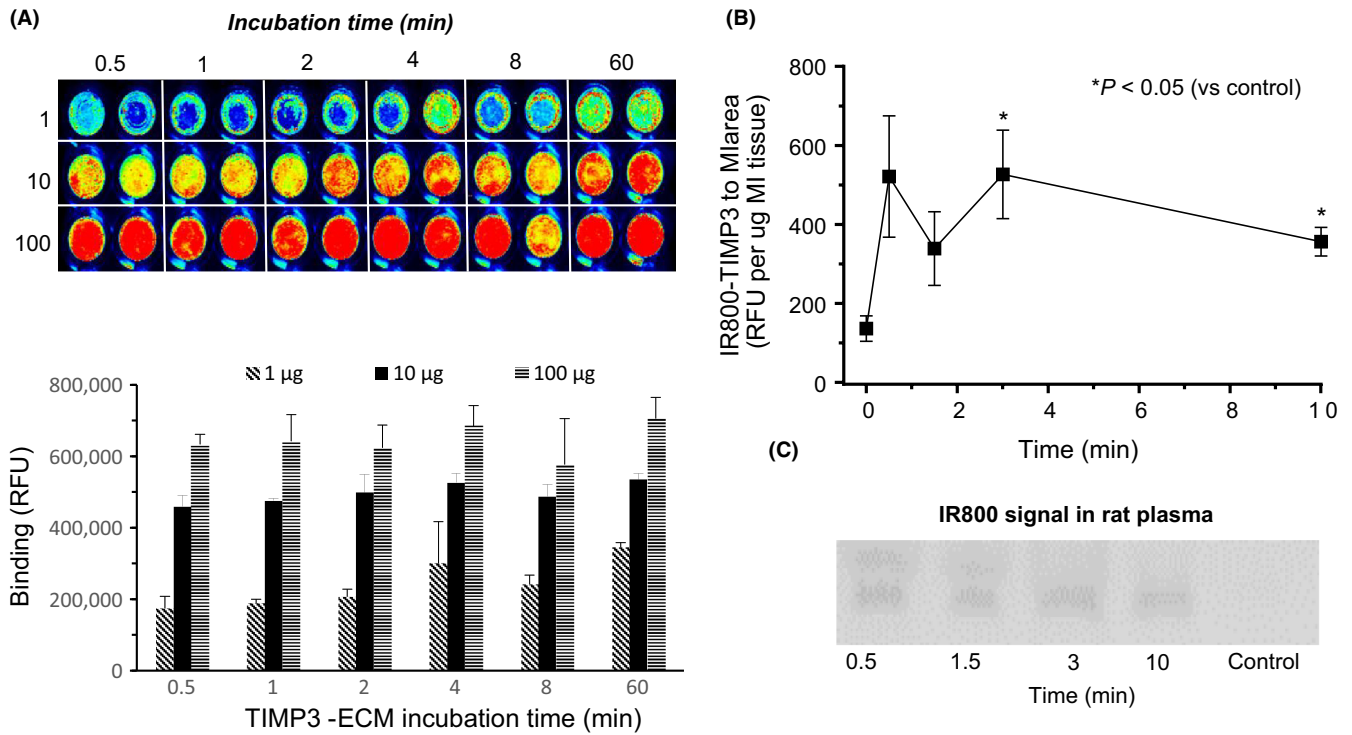 (A)
Incubation time (min)
0.5 1 2 4 8 60
1
10
100
1 µg 10 µg 100 µg
800,000
600,000
400,000
200,000
0
Binding (RFU)
0.5 1 2 4 8 60
TIMP3 -ECM incubation time (min)
(B)
*P < 0.05 (vs control)
800
600
400
200
0
IR800-TIMP3 to MIarea
(RFU per ug MI tissue)
* *
0 2 4 6 8 10
Time (min)
(C)
IR800 signal in rat plasma
0.5 1.5 3 10 Control
Time (min)